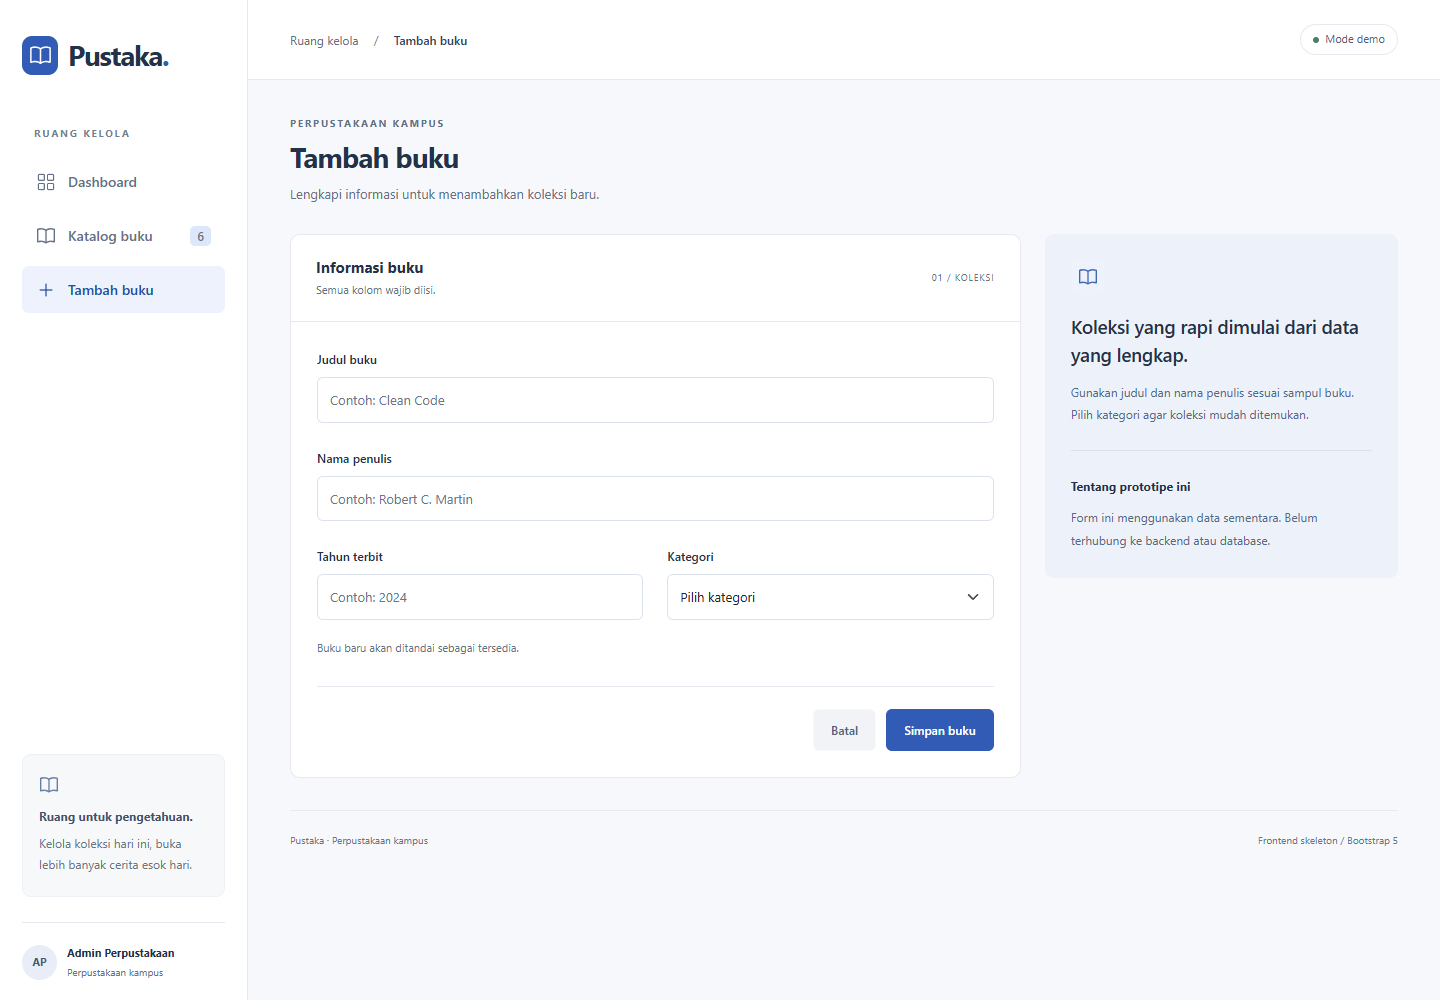 Pustaka.
RUANG KELOLA
Dashboard
Katalog buku 6
Tambah buku
Ruang untuk pengetahuan.
Kelola koleksi hari ini, buka
lebih banyak cerita esok hari.
AP
Admin Perpustakaan
Perpustakaan kampus
Ruang kelola / Tambah buku
Mode demo
PERPUSTAKAAN KAMPUS
Tambah buku
Lengkapi informasi untuk menambahkan koleksi baru.
Informasi buku
Semua kolom wajib diisi.
01 / KOLEKSI
Judul buku
Contoh: Clean Code
Nama penulis
Contoh: Robert C. Martin
Tahun terbit
Contoh: 2024
Kategori
Pilih kategori
Buku baru akan ditandai sebagai tersedia.
Batal
Simpan buku
Koleksi yang rapi dimulai dari data
yang lengkap.
Gunakan judul dan nama penulis sesuai sampul buku.
Pilih kategori agar koleksi mudah ditemukan.
Tentang prototipe ini
Form ini menggunakan data sementara. Belum
terhubung ke backend atau database.
Pustaka · Perpustakaan kampus
Frontend skeleton / Bootstrap 5